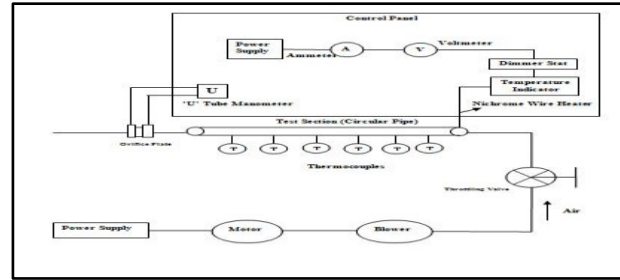 Control Panel
Power Supply
Ammeter
A
V
Voltmeter
Dimmer Stat
Temperature Indicator
U
'U' Tube Manometer
Nichrome Wire Heater
Test Section (Circular Pipe)
Orifice Plate
T T T T T T
Thermocouples
Throttling Valve
Air
Power Supply
Motor
Blower